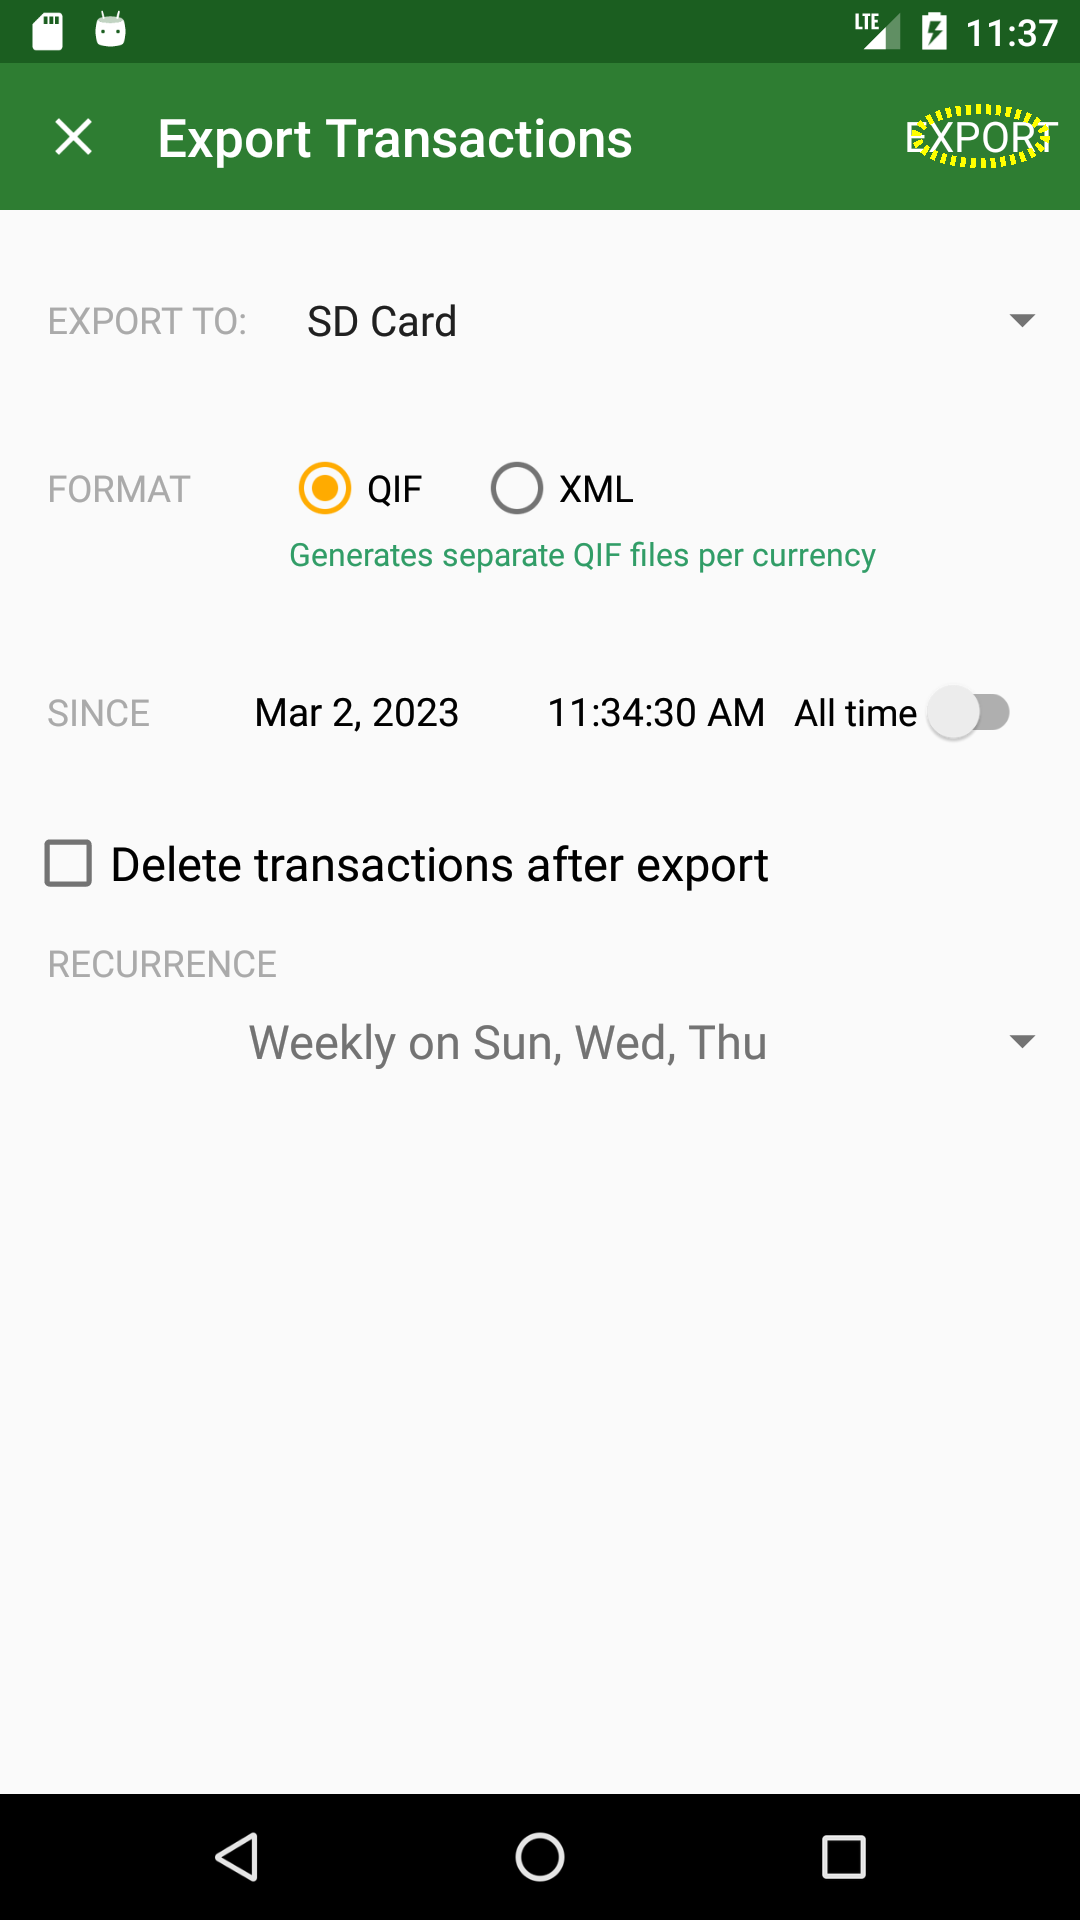 LTE 11:37
Export Transactions EXPORT
EXPORT TO: SD Card
FORMAT QIF XML
Generates separate QIF files per currency
SINCE Mar 2, 2023 11:34:30 AM All time
Delete transactions after export
RECURRENCE
Weekly on Sun, Wed, Thu